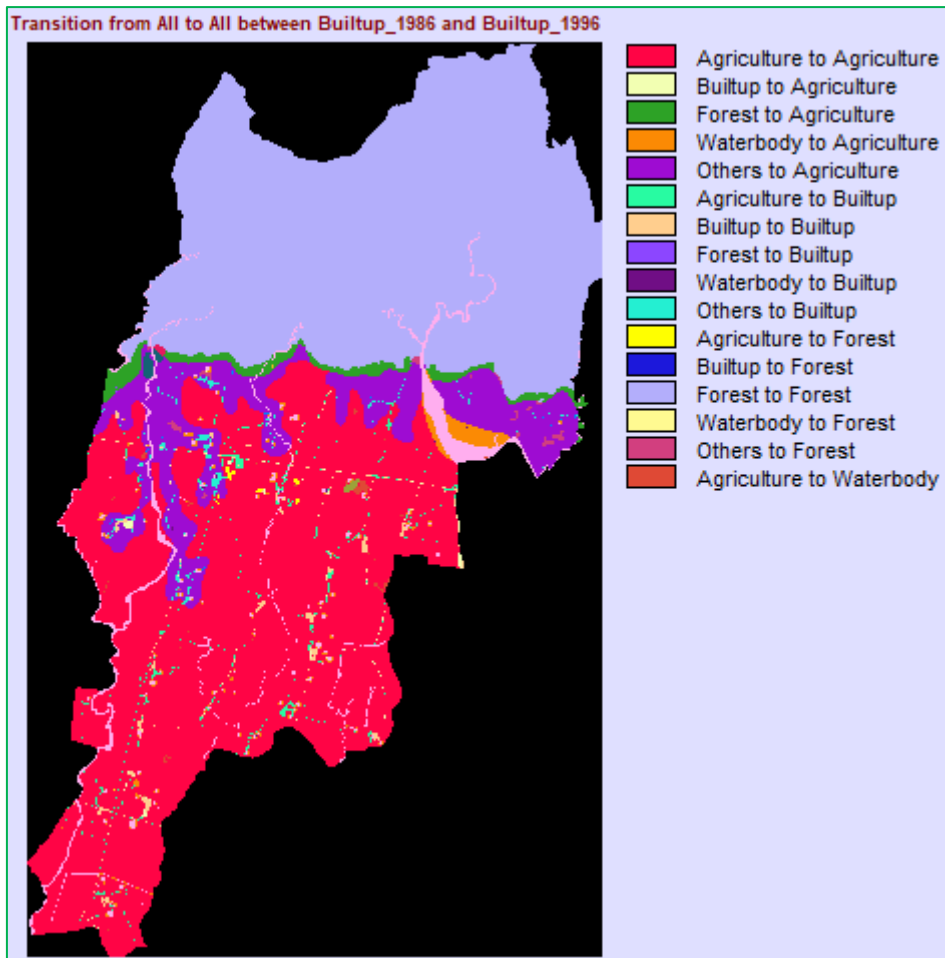 Transition from All to All between Builtup_1986 and Builtup_1996
Agriculture to Agriculture
Builtup to Agriculture
Forest to Agriculture
Waterbody to Agriculture
Others to Agriculture
Agriculture to Builtup
Builtup to Builtup
Forest to Builtup
Waterbody to Builtup
Others to Builtup
Agriculture to Forest
Builtup to Forest
Forest to Forest
Waterbody to Forest
Others to Forest
Agriculture to Waterbody